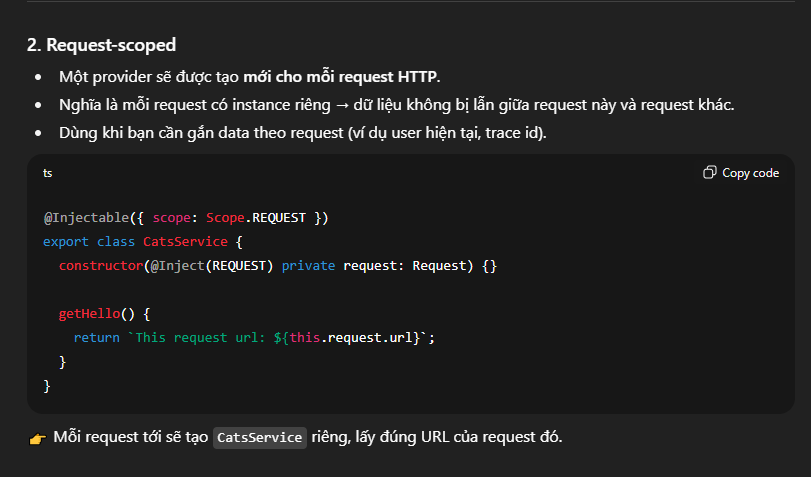 2. Request-scoped
• Một provider sẽ được tạo mới cho mỗi request HTTP.
• Nghĩa là mỗi request có instance riêng → dữ liệu không bị lẫn giữa request này và request khác.
• Dùng khi bạn cần gắn data theo request (ví dụ user hiện tại, trace id).
ts Copy code
@Injectable({ scope: Scope.REQUEST })
export class CatsService {
  constructor(@Inject(REQUEST) private request: Request) {}

  getHello() {
    return `This request url: ${this.request.url}`;
  }
}
👉 Mỗi request tới sẽ tạo CatsService riêng, lấy đúng URL của request đó.